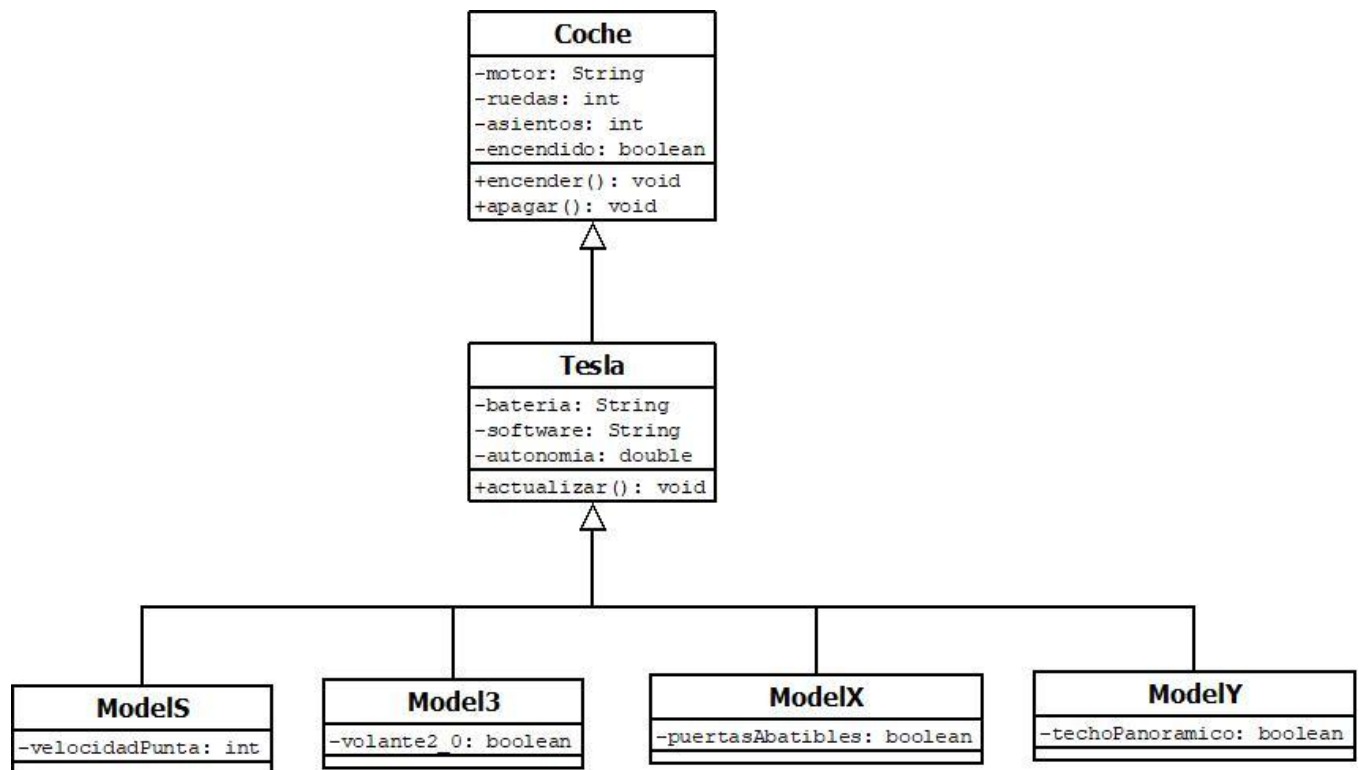 Coche
-motor: String
-ruedas: int
-asientos: int
-encendido: boolean
+encender(): void
+apagar(): void
Tesla
-bateria: String
-software: String
-autonomia: double
+actualizar(): void
ModelS
-velocidadPunta: int
Model3
-volante2_0: boolean
ModelX
-puertasAbatibles: boolean
ModelY
-techoPanoramico: boolean